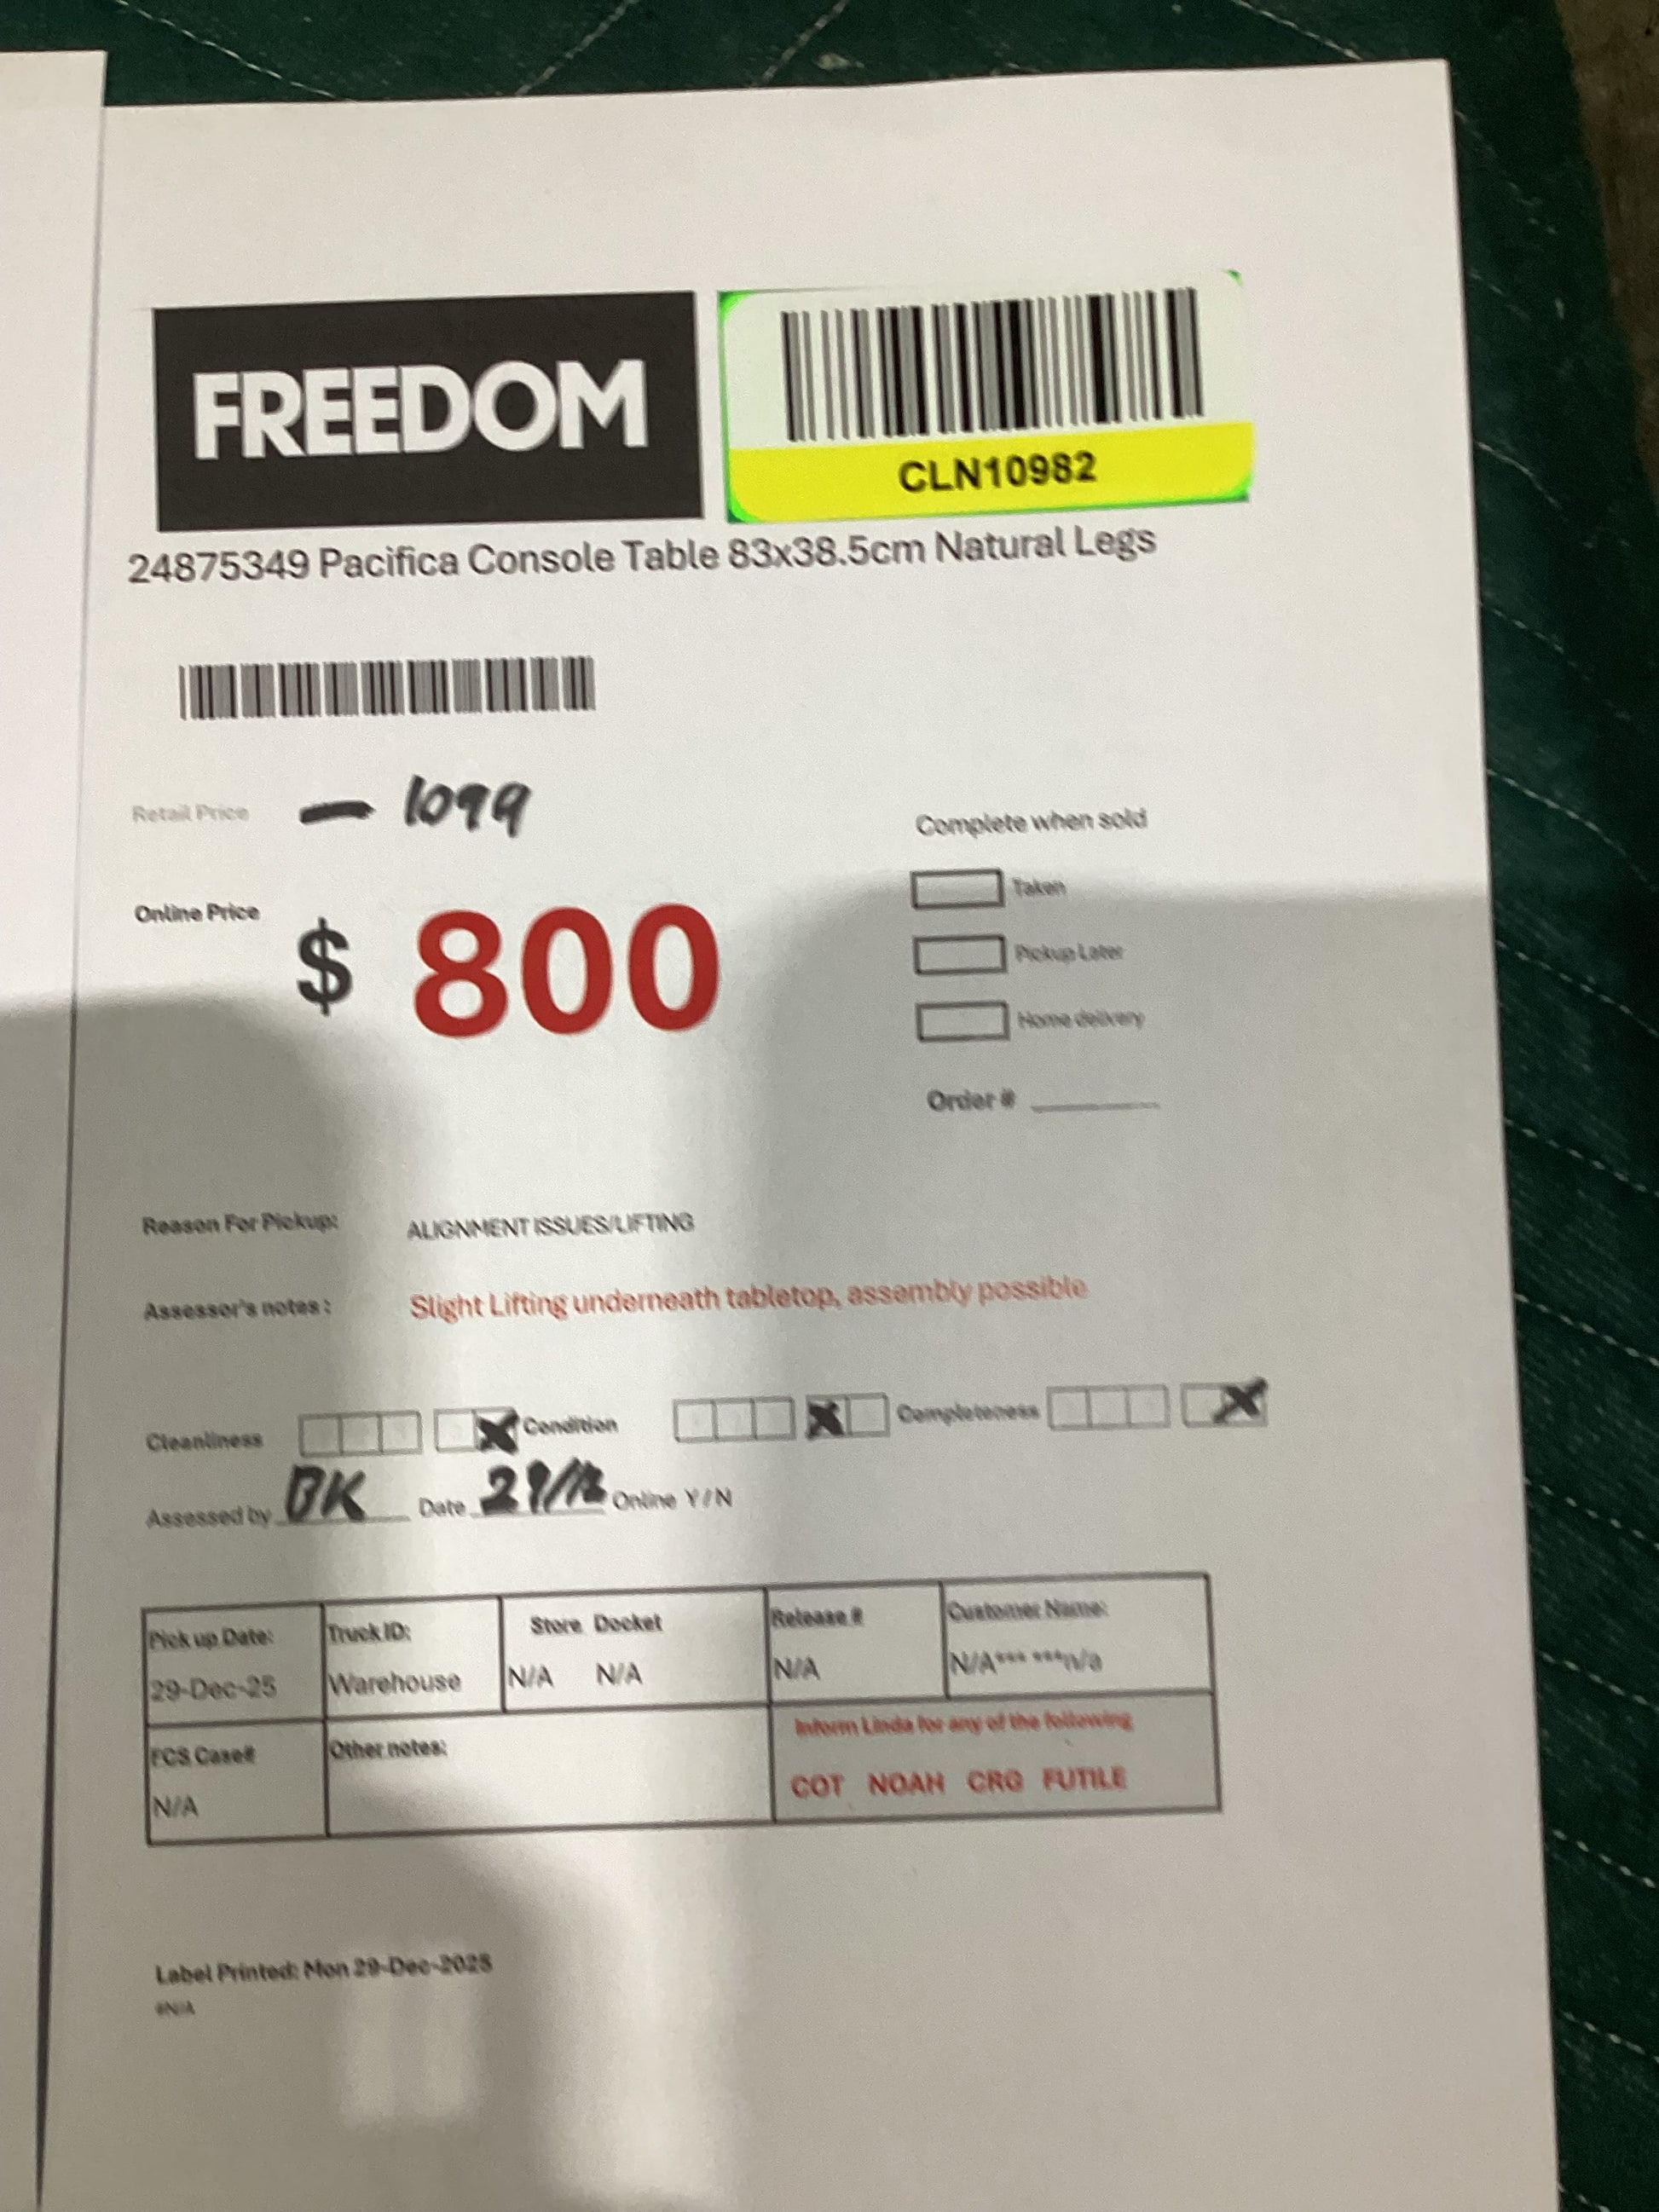 FREEDOM
CLN10982
24875349 Pacifica Console Table 83x38.5cm Natural Legs
Retail Price — 1099
Complete when sold
Online Price $ 800
Taken
Pickup Later
Home delivery
Order #
Reason For Pickup: ALIGNMENT ISSUES/LIFTING
Assessor's notes : Slight Lifting underneath tabletop, assembly possible
Cleanliness Condition Completeness
Assessed by BK Date 29/12 Online Y/N
Pick up Date: Truck ID: Store Docket Release # Customer Name:
29-Dec-25 Warehouse N/A N/A N/A N/A*** ***n/a
FCS Case# Other notes: Inform Linda for any of the following
N/A COT NOAH CRG FUTILE
Label Printed: Mon 29-Dec-2025
#N/A